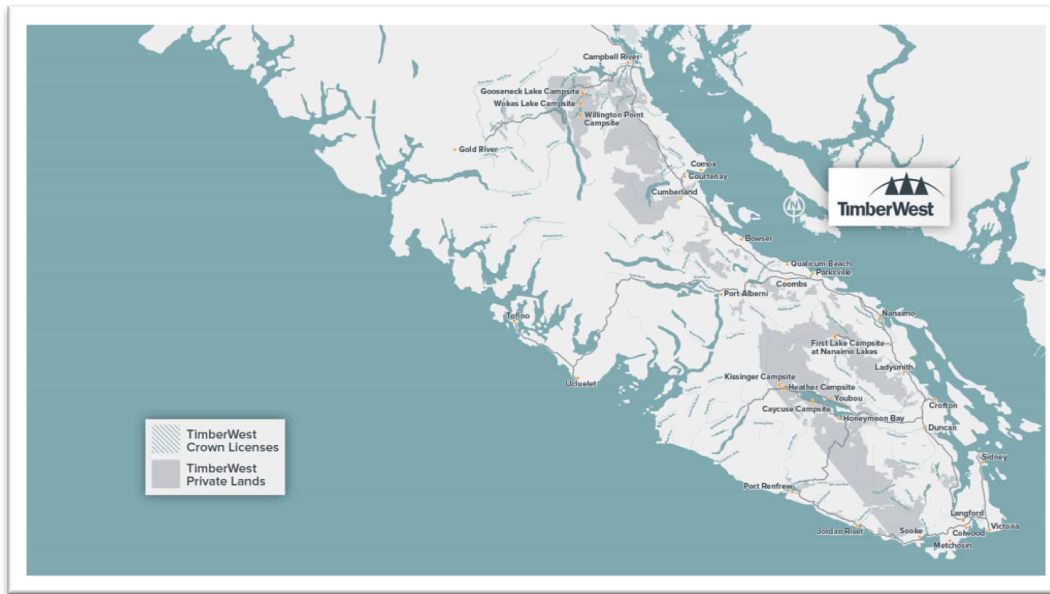 Campbell River
Gooseneck Lake Campsite
Wokas Lake Campsite
Willington Point
Campsite
Gold River
Comox
Courtenay
Cumberland
N
TimberWest
Bowser
Qualicum Beach
Parksville
Coombs
Port Alberni
Nanaimo
Tofino
First Lake Campsite
at Nanaimo Lakes
Ladysmith
Ucluelet
Kissinger Campsite
Heather Campsite
Youbou
Caycuse Campsite
Honeymoon Bay
Crofton
Duncan
TimberWest
Crown Licenses
TimberWest
Private Lands
Sidney
Port Renfrew
Langford
Victoria
Jordan River
Sooke
Colwood
Metchosin